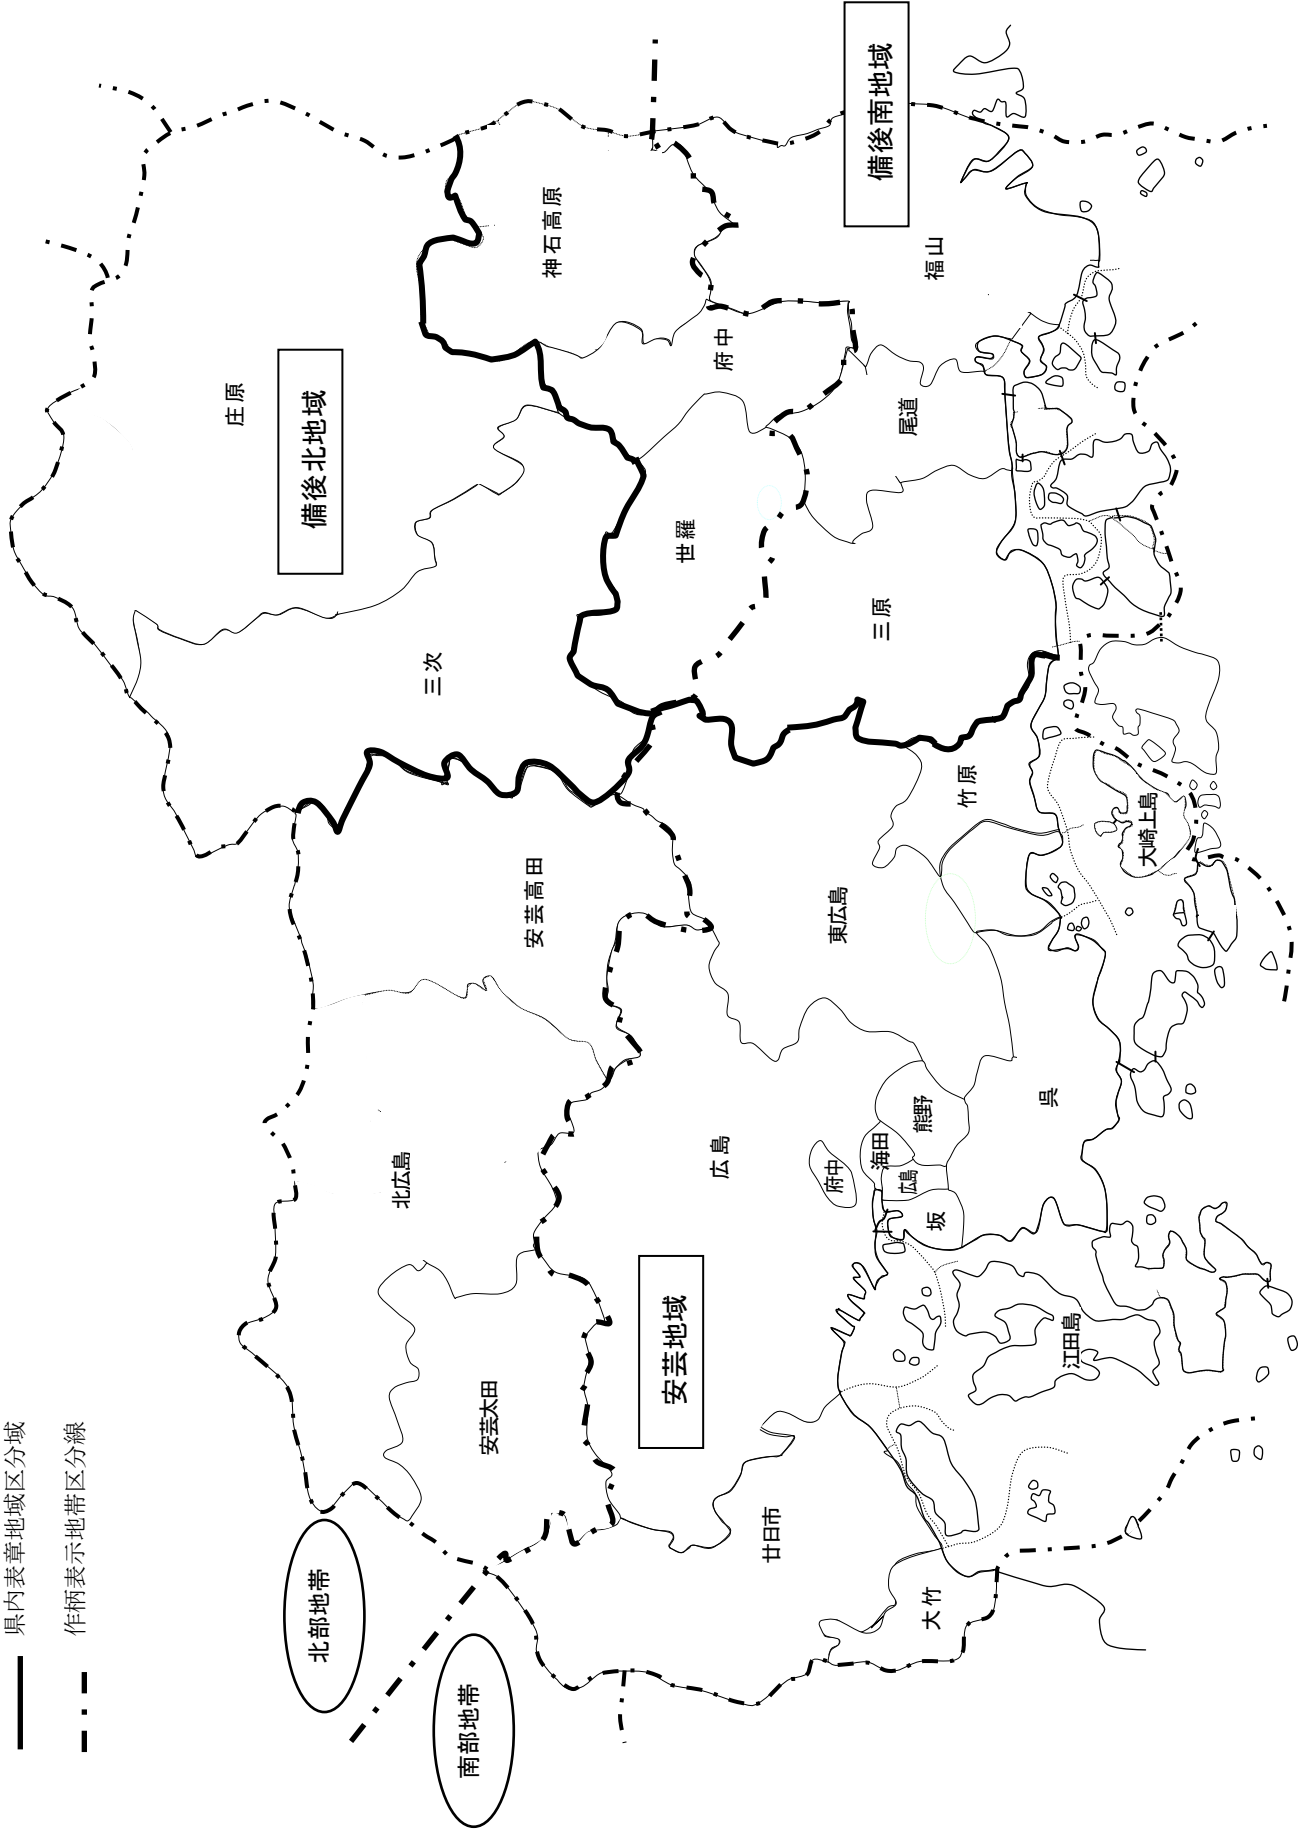 県内表章地域区分域
作柄表示地帯区分線
北部地帯
南部地帯
備後北地域
備後南地域
安芸地域
庄原
三次
神石高原
府中
世羅
福山
尾道
三原
竹原
大崎上島
東広島
安芸高田
北広島
安芸太田
広島
府中
海田
熊野
広島
坂
呉
江田島
廿日市
大竹